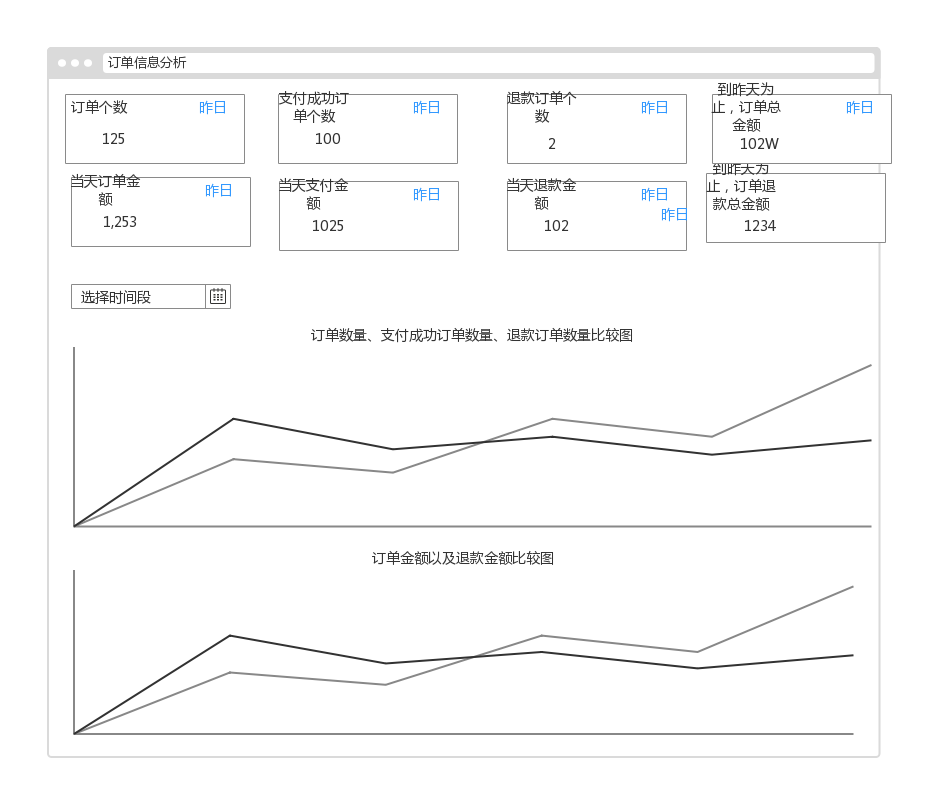 订单信息分析
订单个数
昨日
125
支付成功订
单个数
昨日
100
退款订单个
数
昨日
2
到昨天为
止，订单总
金额
昨日
102W
当天订单金
额
昨日
1,253
当天支付金
额
昨日
1025
当天退款金
额
昨日
昨日
102
到昨天为
止，订单退
款总金额
1234
选择时间段
订单数量、支付成功订单数量、退款订单数量比较图
订单金额以及退款金额比较图